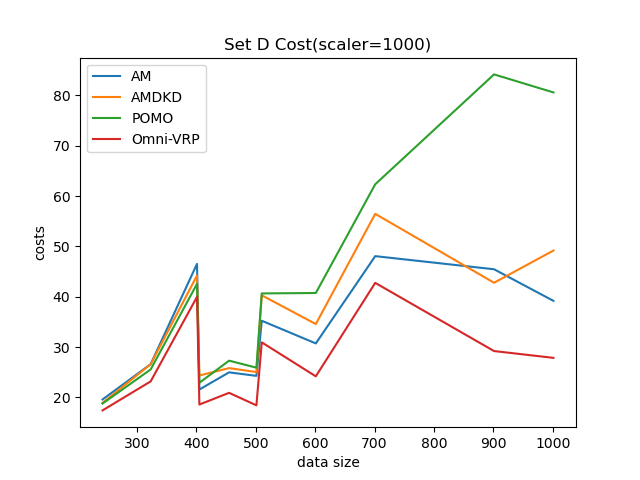 Set D Cost(scaler=1000)
AM
AMDKD
POMO
Omni-VRP
costs
80
70
60
50
40
30
20
300 400 500 600 700 800 900 1000
data size